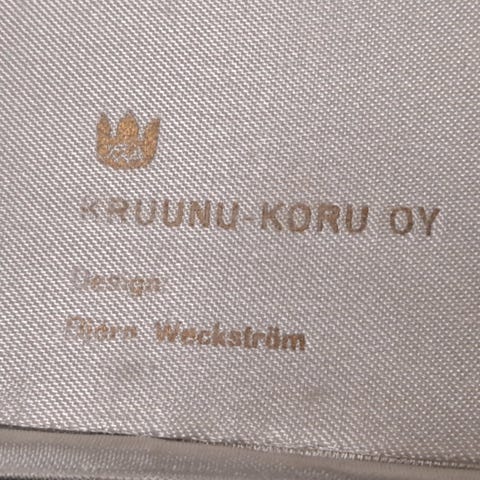 KRUUNU-KORU OY
Design:
Björn Weckström